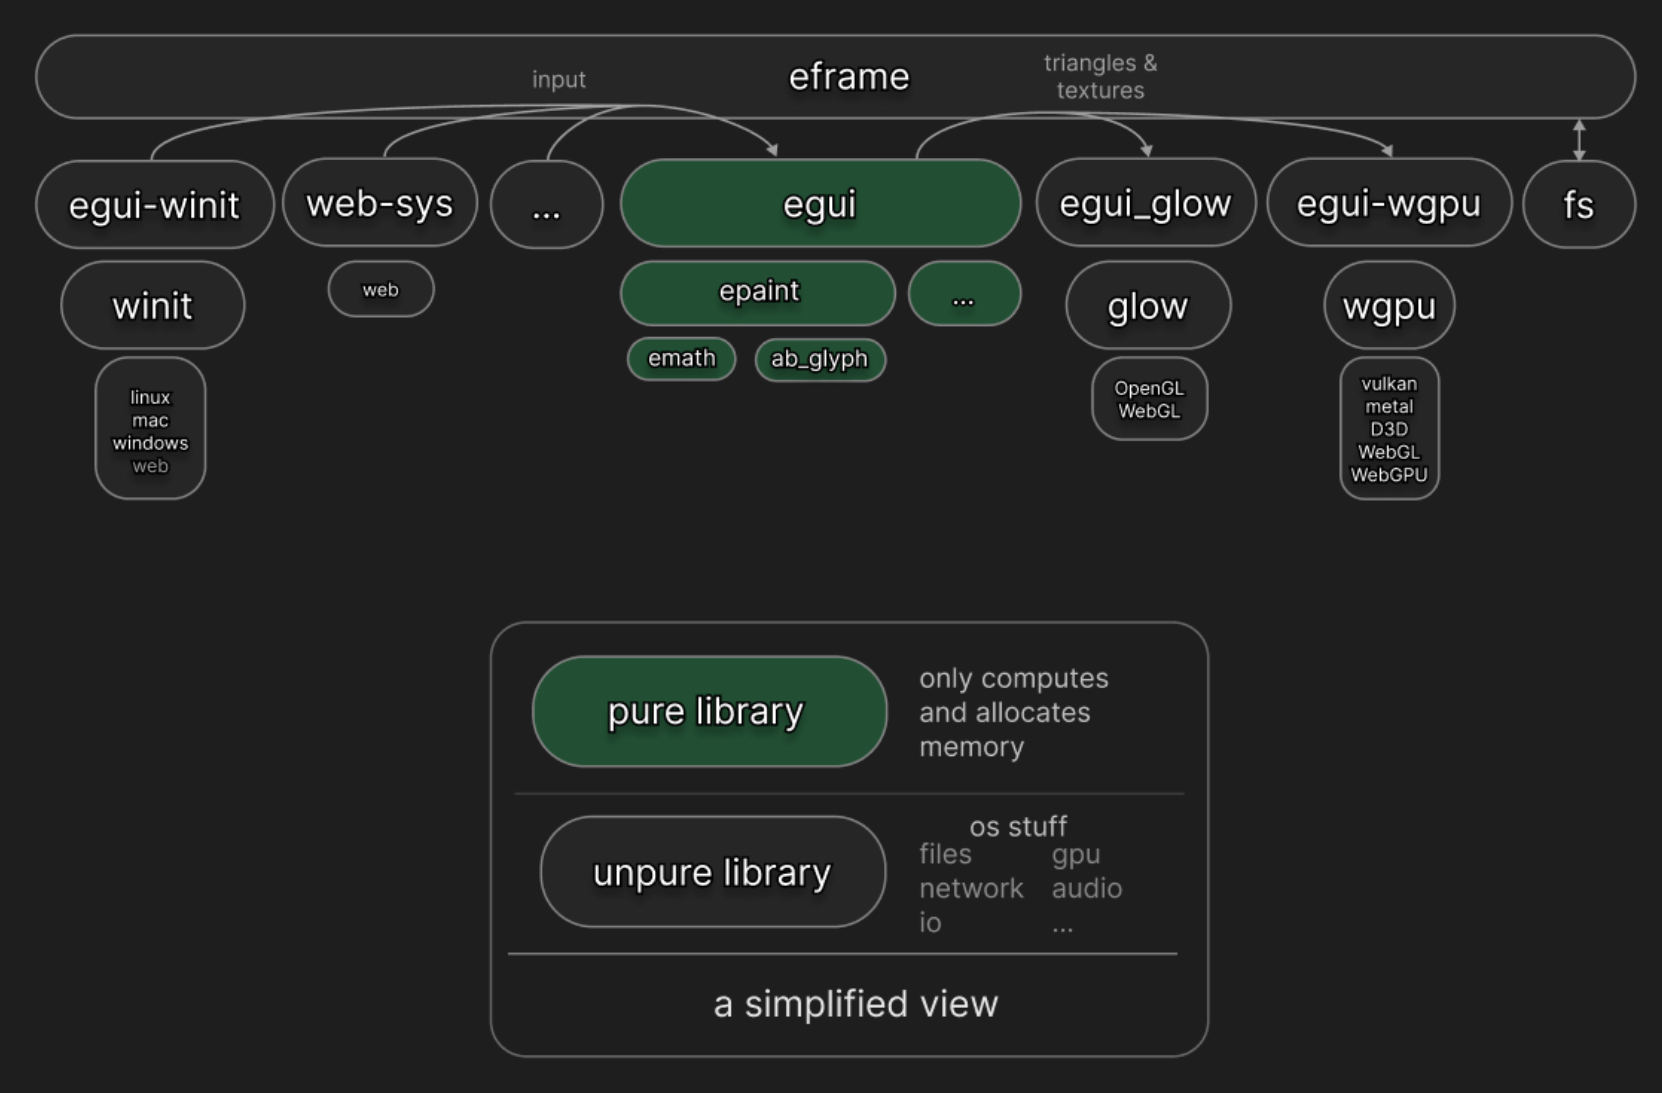 input
eframe
triangles &
textures
egui-winit
web-sys
...
egui
egui_glow
egui-wgpu
fs
winit
web
epaint
...
glow
wgpu
emath
ab_glyph
linux
mac
windows
web
OpenGL
WebGL
vulkan
metal
D3D
WebGL
WebGPU
pure library
only computes
and allocates
memory
unpure library
os stuff
files gpu
network audio
io ...
a simplified view